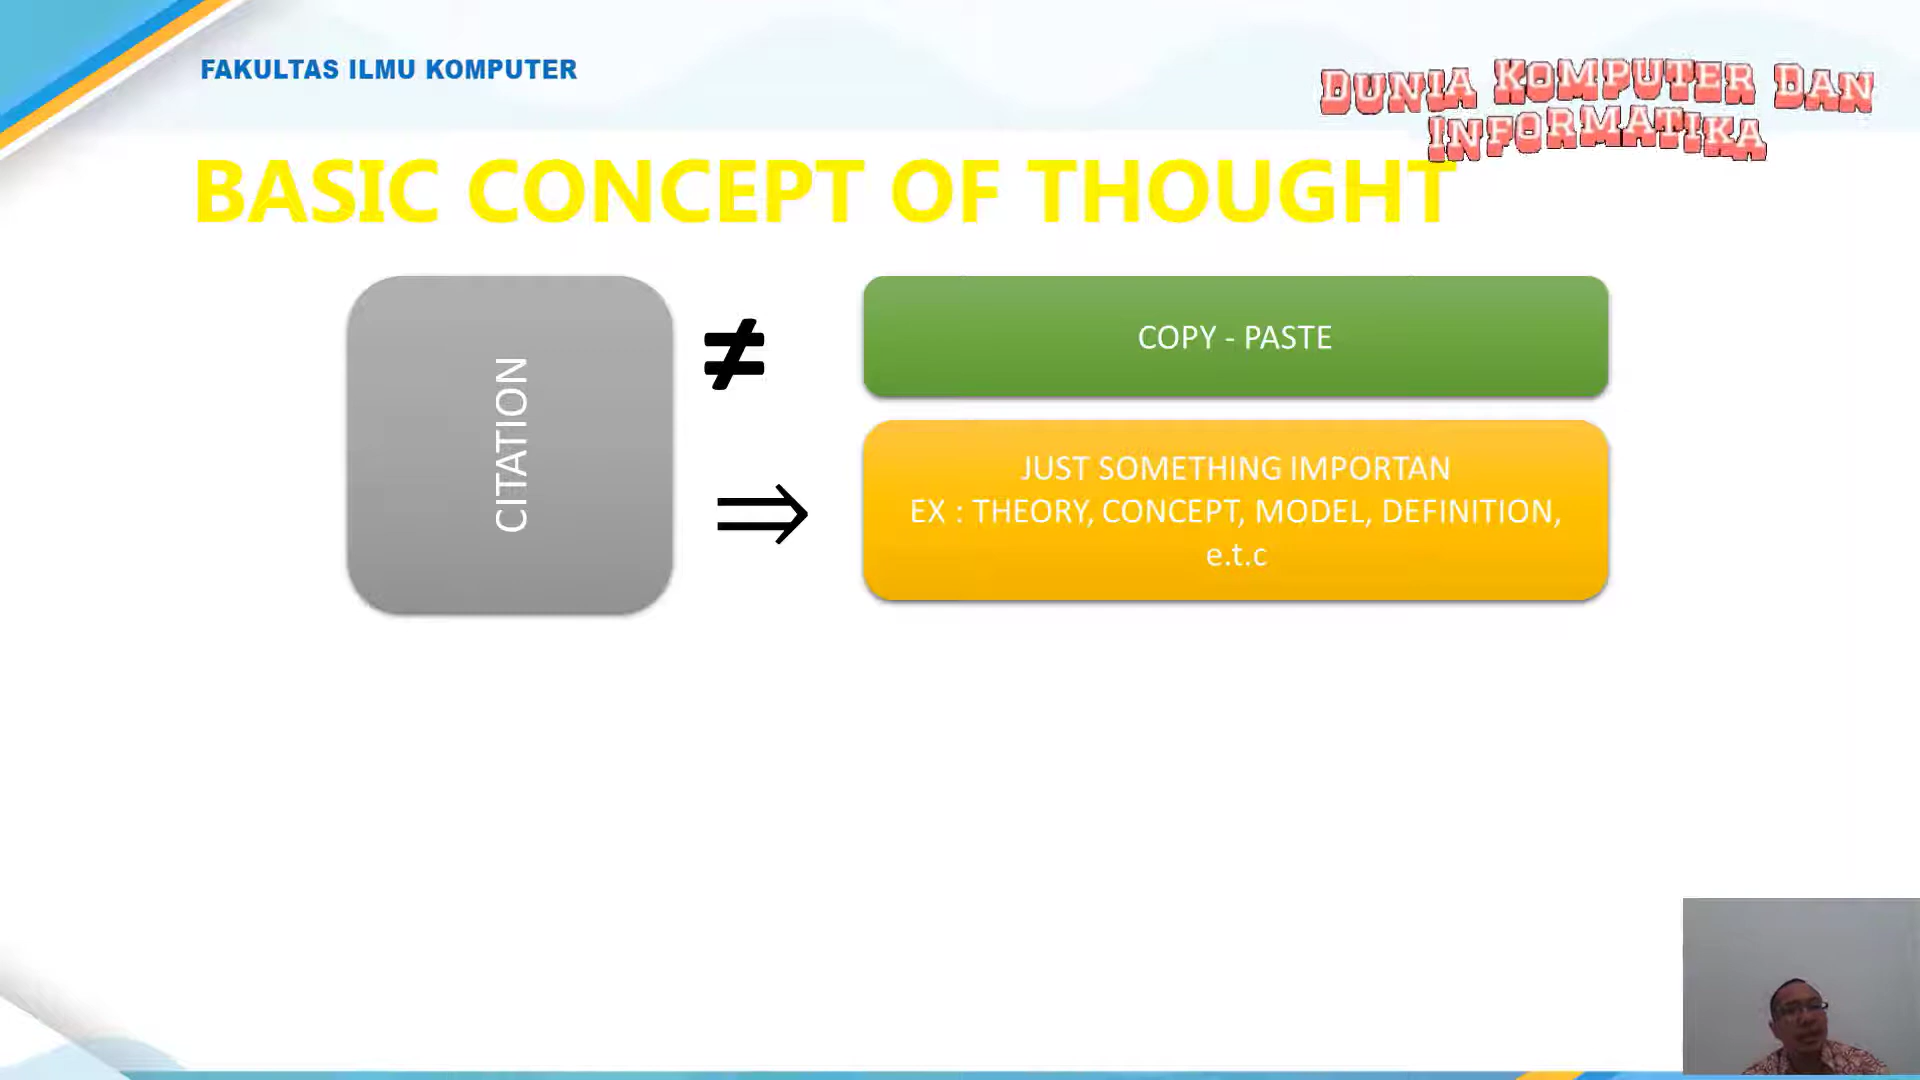 FAKULTAS ILMU KOMPUTER
DUNIA KOMPUTER DAN
INFORMATIKA
BASIC CONCEPT OF THOUGHT
CITATION
≠
COPY - PASTE
⇒
JUST SOMETHING IMPORTAN
EX : THEORY, CONCEPT, MODEL, DEFINITION,
e.t.c